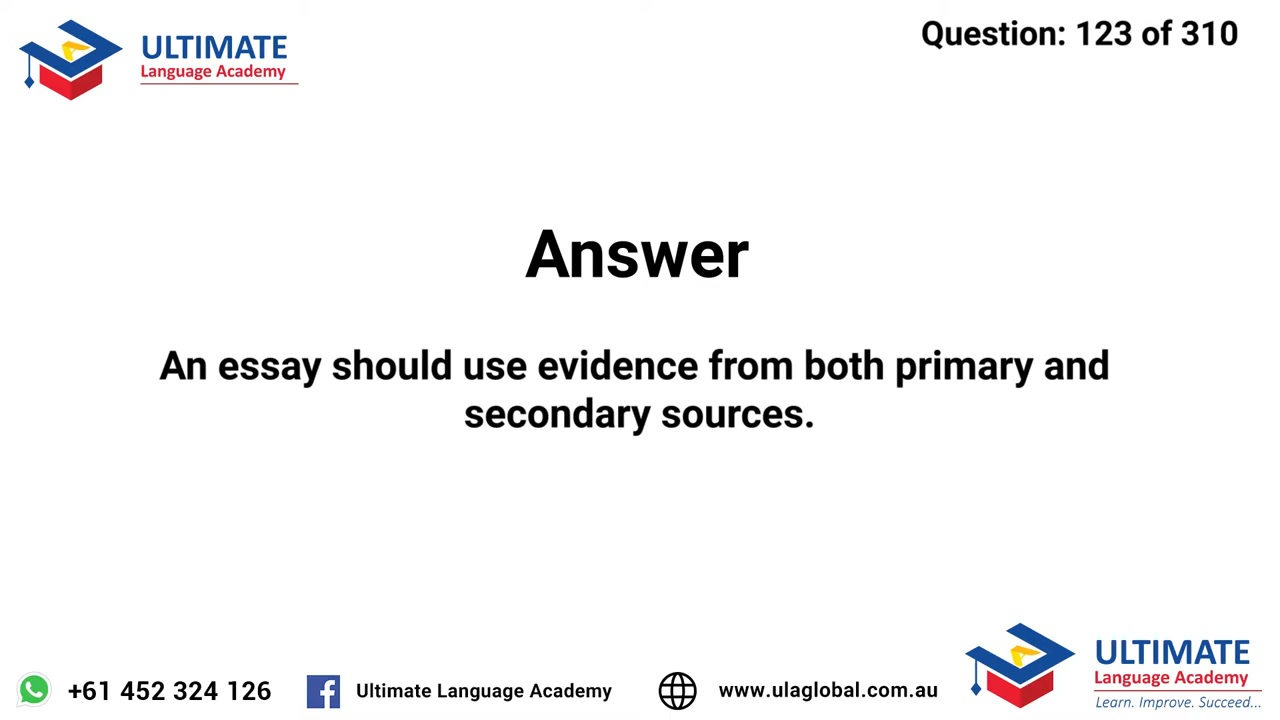 ULTIMATE
Language Academy
Question: 123 of 310
Answer
An essay should use evidence from both primary and
secondary sources.
+61 452 324 126
Ultimate Language Academy
www.ulaglobal.com.au
ULTIMATE
Language Academy
Learn. Improve. Succeed...